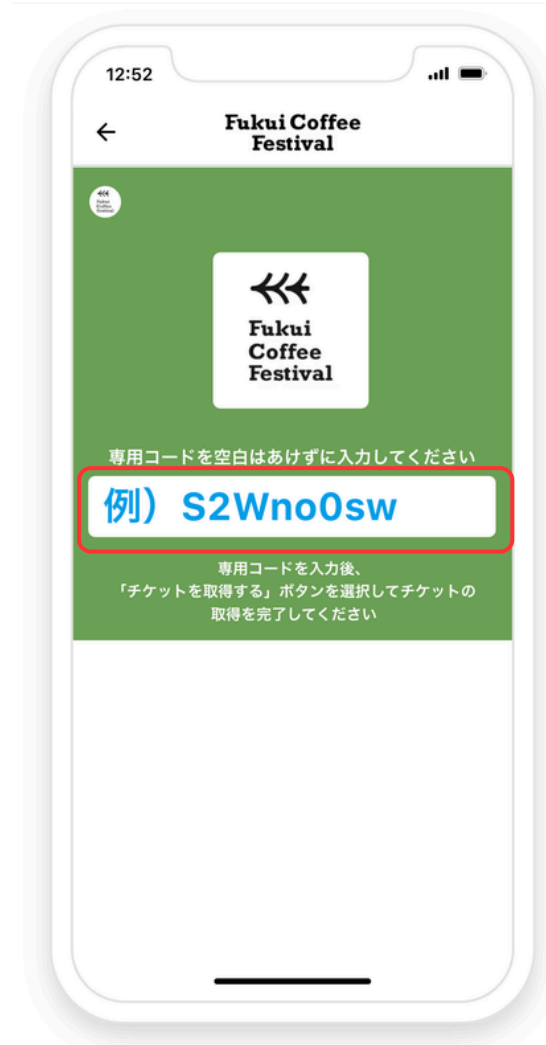 12:52
Fukui Coffee
Festival
Fukui
Coffee
Festival
Fukui
Coffee
Festival
専用コードを空白はあけずに入力してください
例）S2Wno0sw
専用コードを入力後、
「チケットを取得する」ボタンを選択してチケットの
取得を完了してください